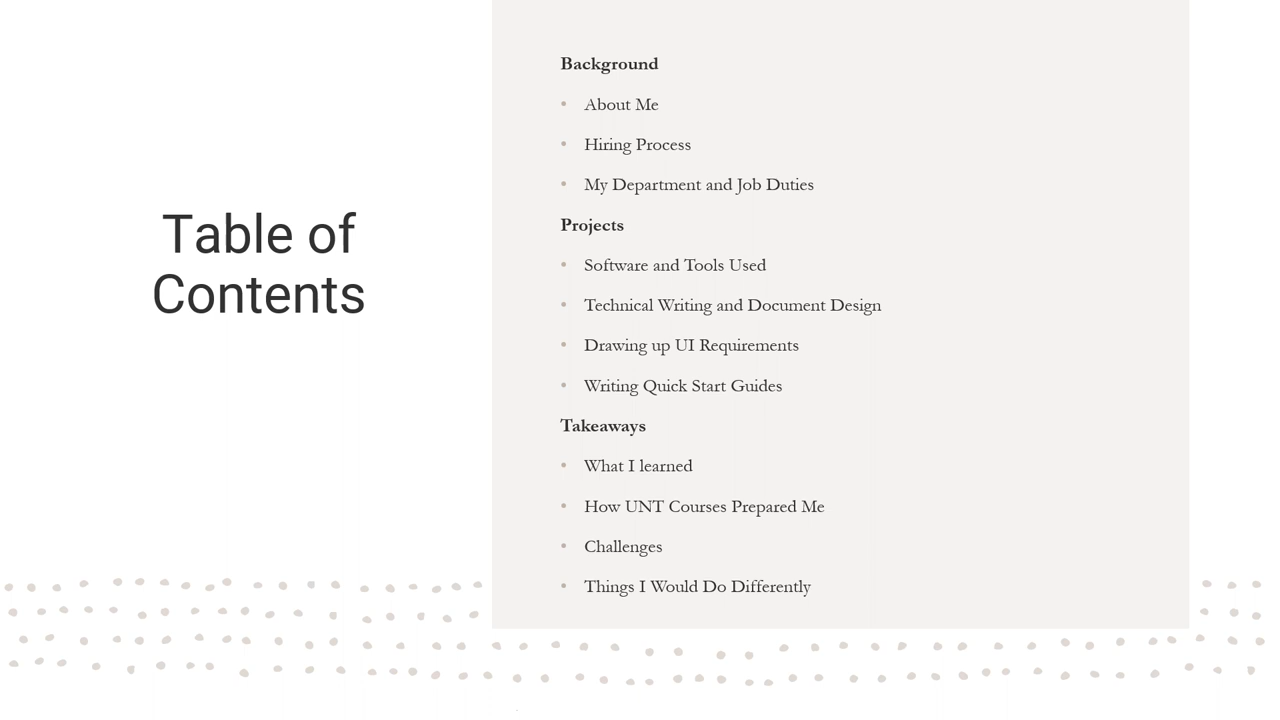 Table of
Contents
Background
• About Me
• Hiring Process
• My Department and Job Duties
Projects
• Software and Tools Used
• Technical Writing and Document Design
• Drawing up UI Requirements
• Writing Quick Start Guides
Takeaways
• What I learned
• How UNT Courses Prepared Me
• Challenges
• Things I Would Do Differently